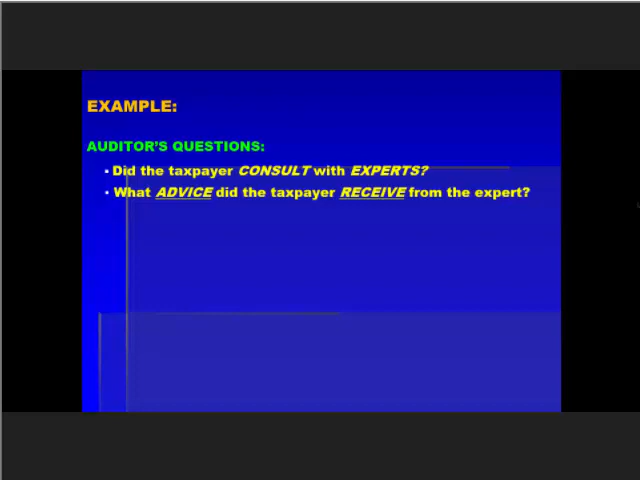 EXAMPLE:
AUDITOR'S QUESTIONS:
▪ Did the taxpayer CONSULT with EXPERTS?
▪ What ADVICE did the taxpayer RECEIVE from the expert?